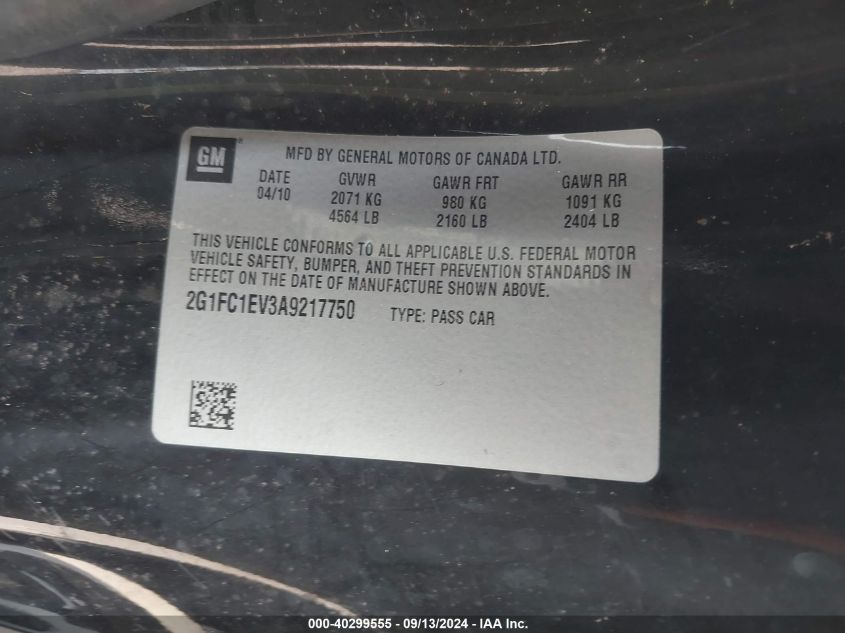 GM
MFD BY GENERAL MOTORS OF CANADA LTD.
DATE GVWR GAWR FRT GAWR RR
04/10 2071 KG 980 KG 1091 KG
4564 LB 2160 LB 2404 LB
THIS VEHICLE CONFORMS TO ALL APPLICABLE U.S. FEDERAL MOTOR
VEHICLE SAFETY, BUMPER, AND THEFT PREVENTION STANDARDS IN
EFFECT ON THE DATE OF MANUFACTURE SHOWN ABOVE.
2G1FC1EV3A9217750 TYPE: PASS CAR
000-40299555 - 09/13/2024 - IAA Inc.